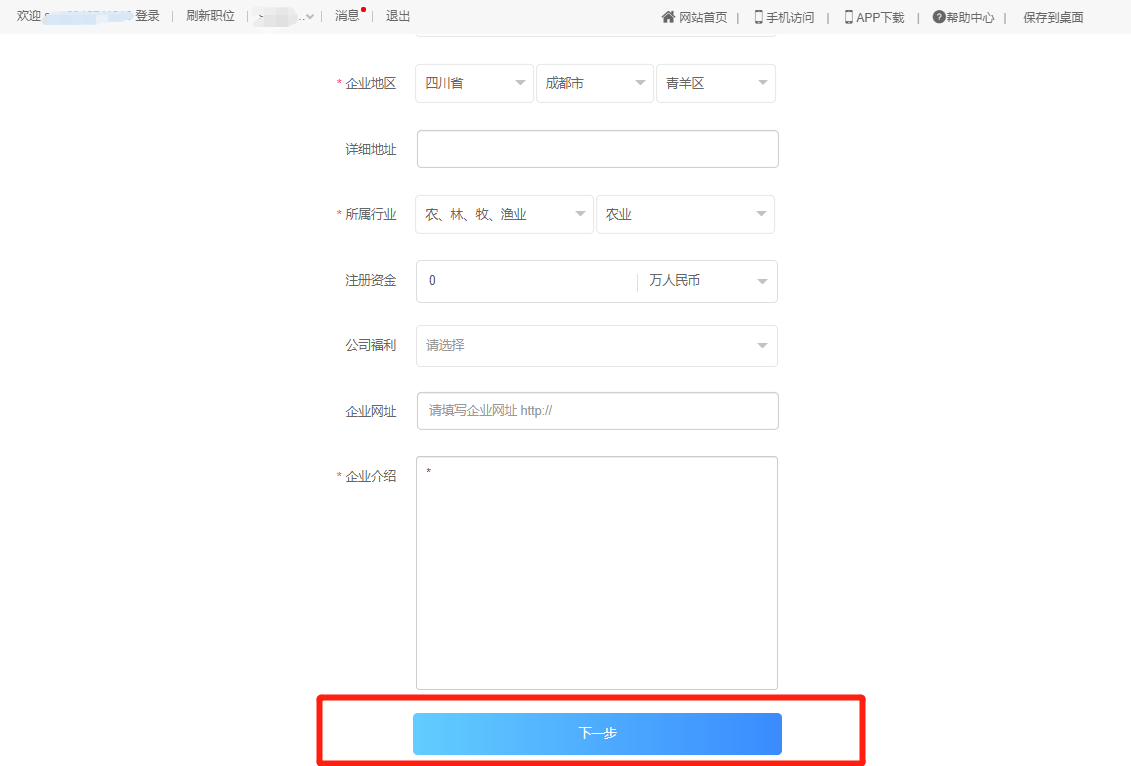 欢迎 登录 | 刷新职位 | .. | 消息 | 退出 网站首页 | 手机访问 | APP下载 | 帮助中心 | 保存到桌面
* 企业地区 四川省 成都市 青羊区
详细地址
* 所属行业 农、林、牧、渔业 农业
注册资金 0 万人民币
公司福利 请选择
企业网址 请填写企业网址 http://
* 企业介绍 *
下一步